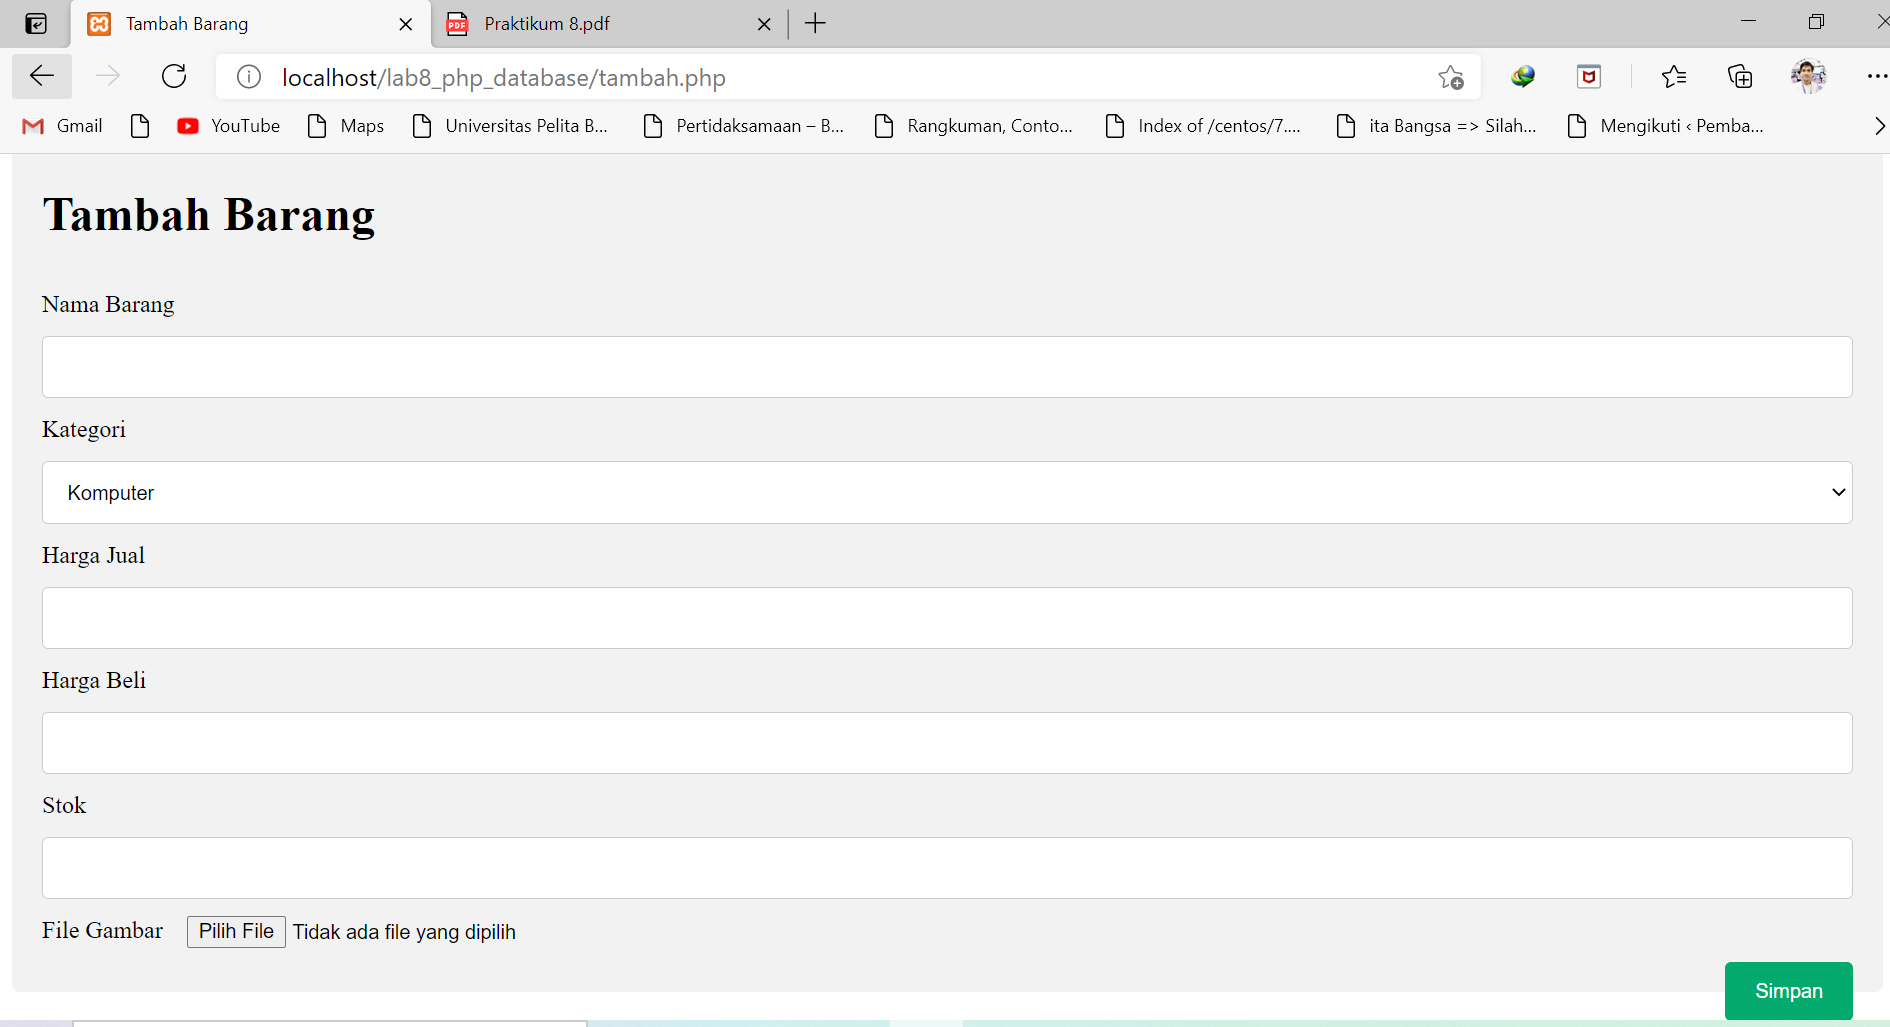 Tambah Barang
Praktikum 8.pdf
localhost/lab8_php_database/tambah.php
Gmail
YouTube
Maps
Universitas Pelita B...
Pertidaksamaan – B...
Rangkuman, Conto...
Index of /centos/7....
ita Bangsa => Silah...
Mengikuti ‹ Pemba...
Tambah Barang
Nama Barang
Kategori
Komputer
Harga Jual
Harga Beli
Stok
File Gambar Pilih File Tidak ada file yang dipilih
Simpan